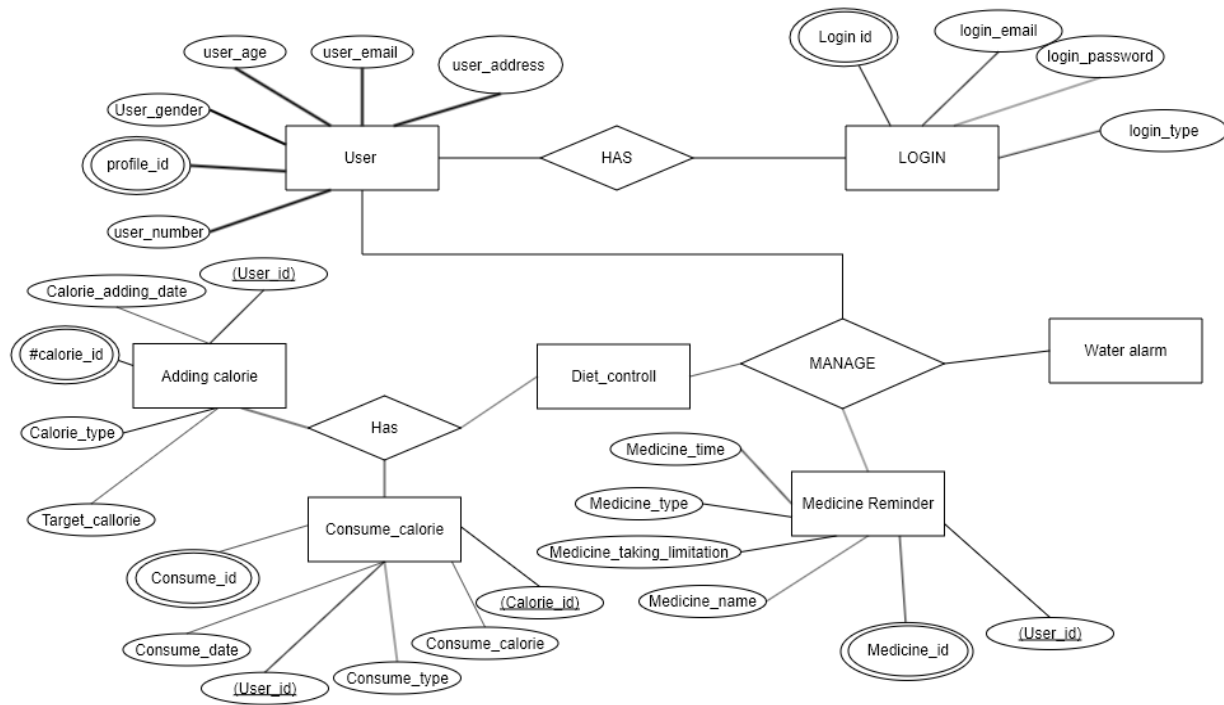 user_age
user_email
user_address
Login id
login_email
login_password
login_type
User_gender
profile_id
user_number
User
HAS
LOGIN
(User_id)
Calorie_adding_date
#calorie_id
Adding calorie
Calorie_type
Target_callorie
Has
Diet_controll
MANAGE
Water alarm
Medicine_time
Medicine_type
Medicine_taking_limitation
Medicine_name
Medicine Reminder
Medicine_id
(User_id)
Consume_calorie
Consume_id
Consume_date
(User_id)
Consume_type
Consume_calorie
(Calorie_id)